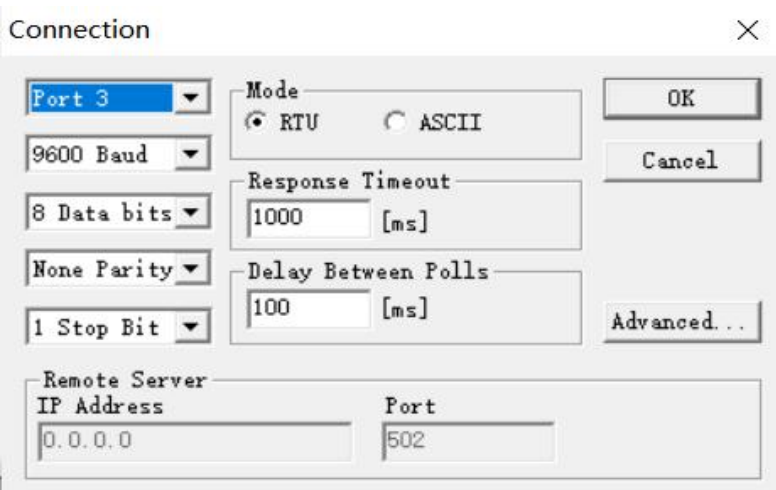 Connection
Port 3
9600 Baud
8 Data bits
None Parity
1 Stop Bit
Mode
RTU
ASCII
Response Timeout
1000
[ms]
Delay Between Polls
100
[ms]
OK
Cancel
Advanced...
Remote Server
IP Address
Port
0.0.0.0
502